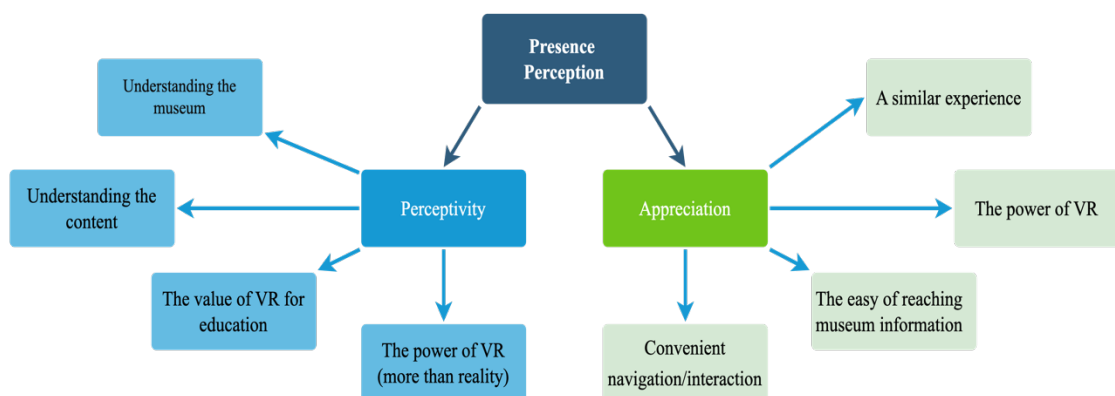 Presence
Perception
Understanding the
museum
A similar experience
Understanding the
content
Perceptivity
Appreciation
The power of VR
The value of VR for
education
The easy of reaching
museum information
The power of VR
(more than reality)
Convenient
navigation/interaction